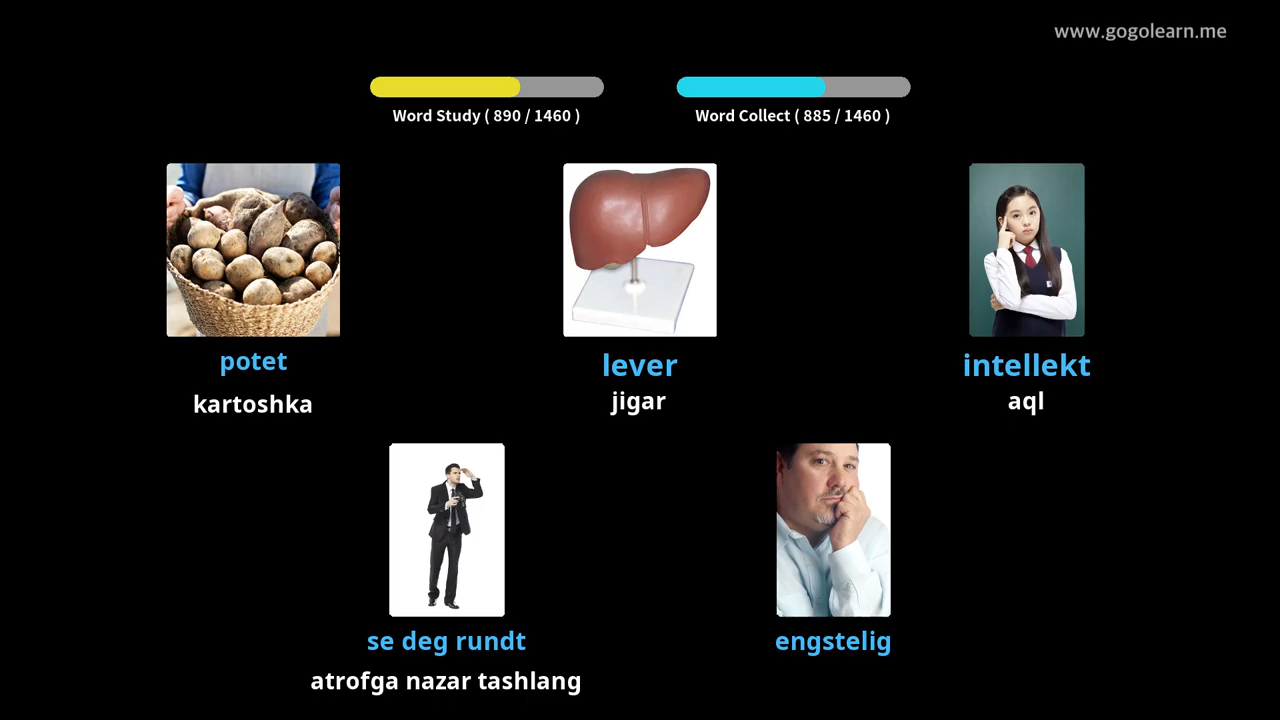 www.gogolearn.me
Word Study ( 890 / 1460 )
Word Collect ( 885 / 1460 )
potet
lever
intellekt
kartoshka
jigar
aql
se deg rundt
engstelig
atrofga nazar tashlang